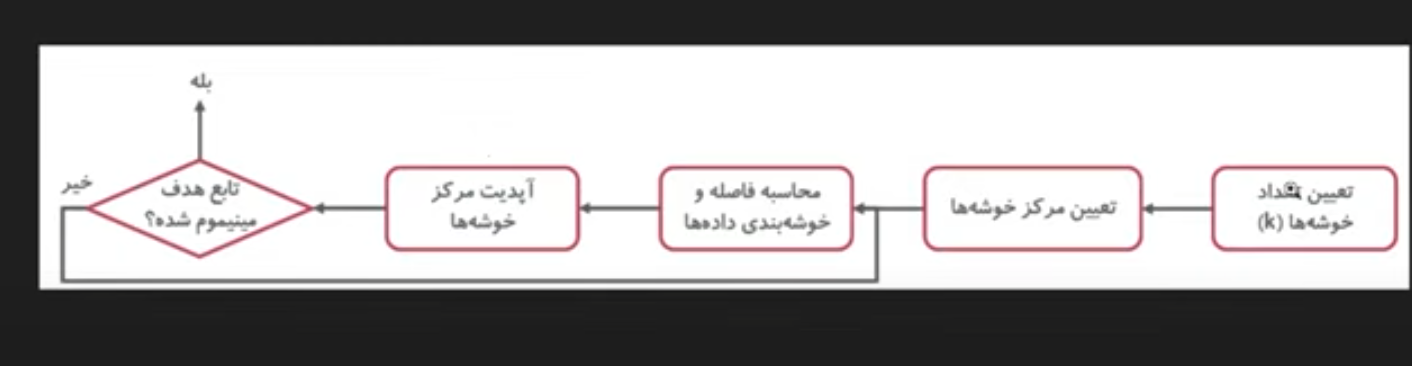 تعیین تعداد
خوشه‌ها (k)
تعیین مرکز خوشه‌ها
محاسبه فاصله و
خوشه‌بندی داده‌ها
آپدیت مرکز
خوشه‌ها
تابع هدف
مینیموم شده؟
بله
خیر